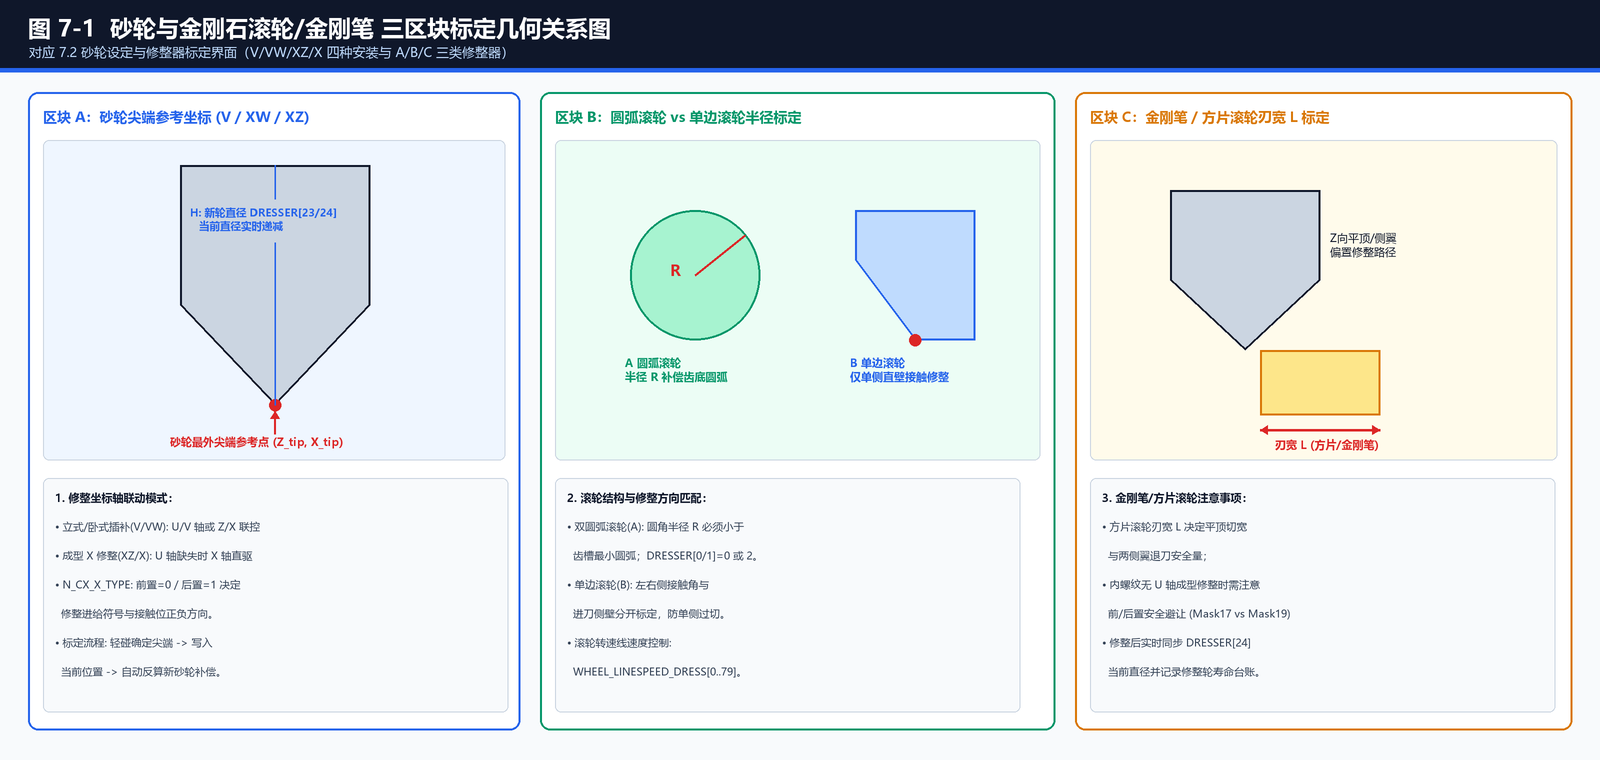 图 7-1  砂轮与金刚石滚轮/金刚笔 三区块标定几何关系图
对应 7.2 砂轮设定与修整器标定界面（V/VW/XZ/X 四种安装与 A/B/C 三类修整器）
区块 A：砂轮尖端参考坐标 (V / XW / XZ)
H: 新轮直径 DRESSER[23/24]
当前直径实时递减
砂轮最外尖端参考点 (Z_tip, X_tip)
1. 修整坐标轴联动模式：
• 立式/卧式插补(V/VW): U/V 轴或 Z/X 联控
• 成型 X 修整(XZ/X): U 轴缺失时 X 轴直驱
• N_CX_X_TYPE: 前置=0 / 后置=1 决定
修整进给符号与接触位正负方向。
• 标定流程: 轻碰确定尖端 -> 写入
当前位置 -> 自动反算新砂轮补偿。
区块 B：圆弧滚轮 vs 单边滚轮半径标定
R
A 圆弧滚轮
半径 R 补偿齿底圆弧
B 单边滚轮
仅单侧直壁接触修整
2. 滚轮结构与修整方向匹配：
• 双圆弧滚轮(A): 圆角半径 R 必须小于
齿槽最小圆弧；DRESSER[0/1]=0 或 2。
• 单边滚轮(B): 左右侧接触角与
进刀侧壁分开标定，防单侧过切。
• 滚轮转速线速度控制:
WHEEL_LINESPEED_DRESS[0..79]。
区块 C：金刚笔 / 方片滚轮刃宽 L 标定
Z向平顶/侧翼
偏置修整路径
刃宽 L (方片/金刚笔)
3. 金刚笔/方片滚轮注意事项：
• 方片滚轮刃宽 L 决定平顶切宽
与两侧翼退刀安全量；
• 内螺纹无 U 轴成型修整时需注意
前/后置安全避让 (Mask17 vs Mask19)
• 修整后实时同步 DRESSER[24]
当前直径并记录修整轮寿命台账。